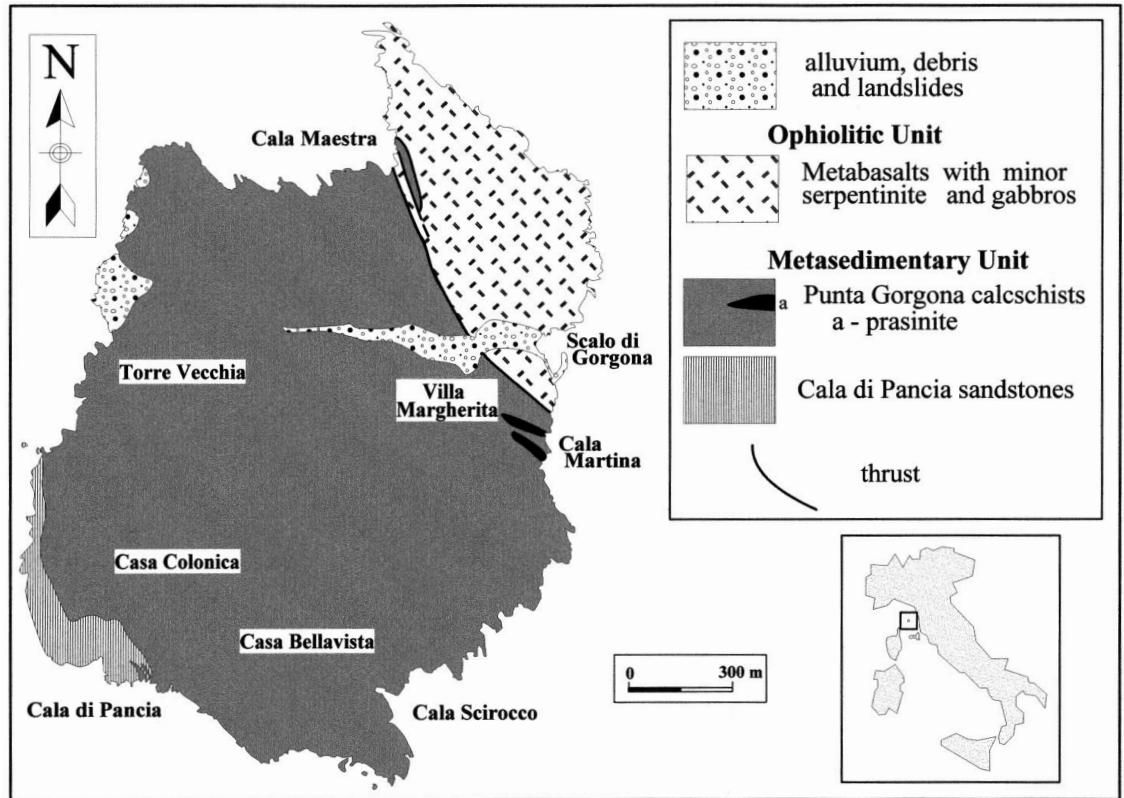 N
Cala Maestra
Torre Vecchia
Villa
Margherita
Scalo di
Gorgona
Cala
Martina
Casa Colonica
Casa Bellavista
Cala di Pancia
Cala Scirocco
0 300 m
alluvium, debris
and landslides
Ophiolitic Unit
Metabasalts with minor
serpentinite and gabbros
Metasedimentary Unit
a Punta Gorgona calcschists
a - prasinite
Cala di Pancia sandstones
thrust